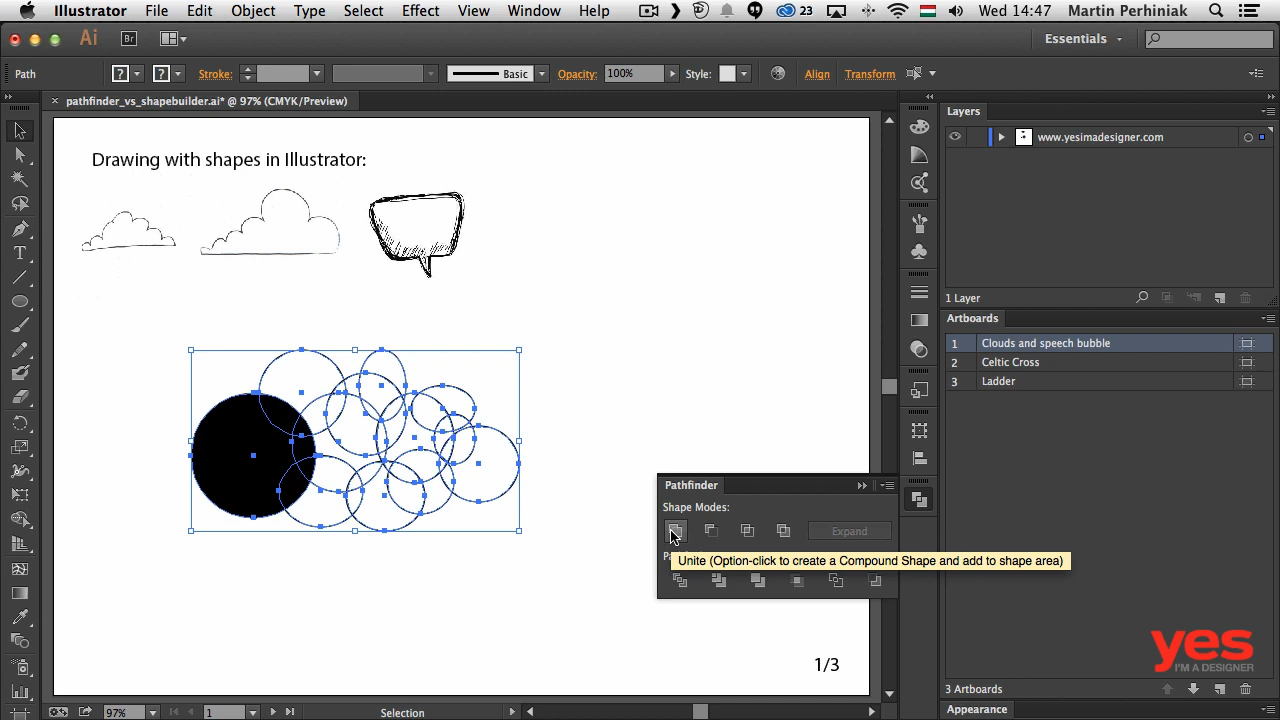 Illustrator File Edit Object Type Select Effect View Window Help 23 Wed 14:47 Martin Perhiniak
Ai Br Essentials
Path ? ? Stroke: Basic Opacity: 100% Style: Align Transform
× pathfinder_vs_shapebuilder.ai* @ 97% (CMYK/Preview)
Layers
www.yesimadesigner.com
Drawing with shapes in Illustrator:
1 Layer
Artboards
1 Clouds and speech bubble
2 Celtic Cross
3 Ladder
Pathfinder
Shape Modes:
Expand
Unite (Option-click to create a Compound Shape and add to shape area)
yes
I'M A DESIGNER
1/3
3 Artboards
Appearance
97% 1 Selection